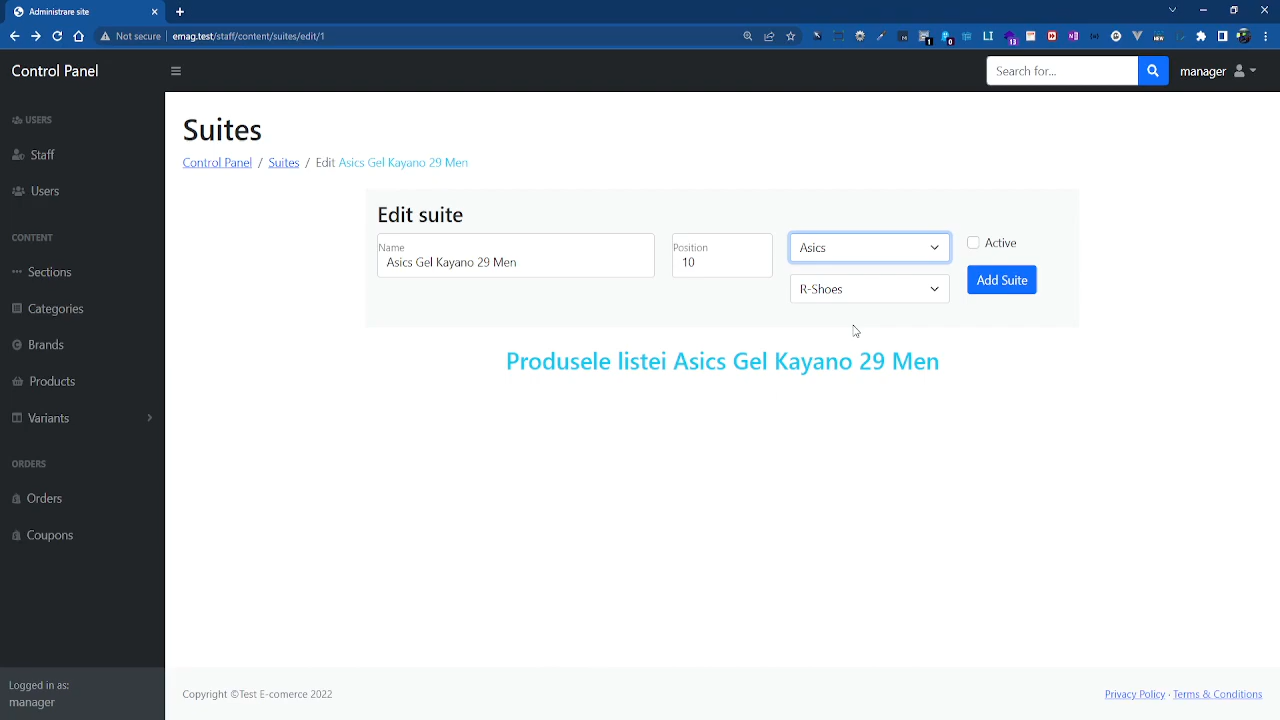 Administrare site
Not secure emag.test/staff/content/suites/edit/1
Control Panel
Search for...
manager
USERS
Staff
Users
CONTENT
Sections
Categories
Brands
Products
Variants
ORDERS
Orders
Coupons
Logged in as:
manager
Suites
Control Panel / Suites / Edit Asics Gel Kayano 29 Men
Edit suite
Name
Asics Gel Kayano 29 Men
Position
10
Asics
R-Shoes
Active
Add Suite
Produsele listei Asics Gel Kayano 29 Men
Copyright ©Test E-comerce 2022
Privacy Policy · Terms & Conditions